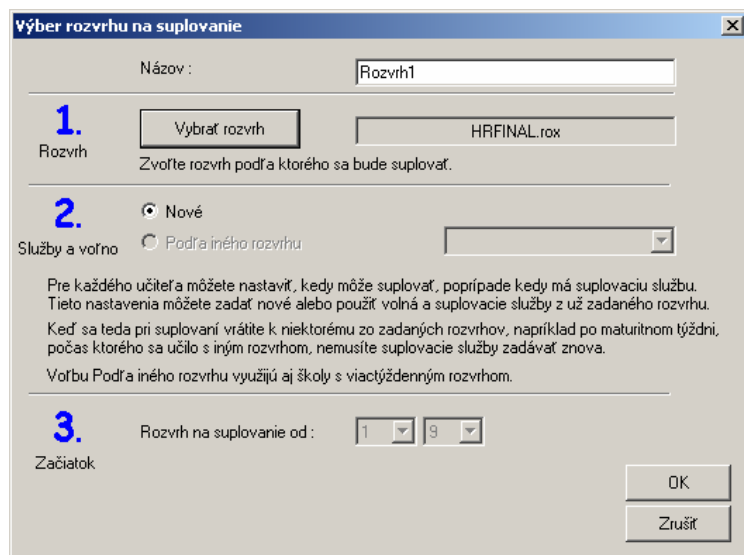 Výber rozvrhu na suplovanie
Názov :
Rozvrh1
1.
Rozvrh
Vybrať rozvrh
HRFINAL.rox
Zvoľte rozvrh podľa ktorého sa bude suplovať.
2.
Služby a voľno
Nové
Podľa iného rozvrhu
Pre každého učiteľa môžete nastaviť, kedy môže suplovať, poprípade kedy má suplovaciu službu.
Tieto nastavenia môžete zadať nové alebo použiť volná a suplovacie služby z už zadaného rozvrhu.
Keď sa teda pri suplovaní vrátite k niektorému zo zadaných rozvrhov, napríklad po maturitnom týždni,
počas ktorého sa učilo s iným rozvrhom, nemusíte suplovacie služby zadávať znova.
Voľbu Podľa iného rozvrhu využijú aj školy s viactýždenným rozvrhom.
3.
Začiatok
Rozvrh na suplovanie od :
1
9
OK
Zrušiť